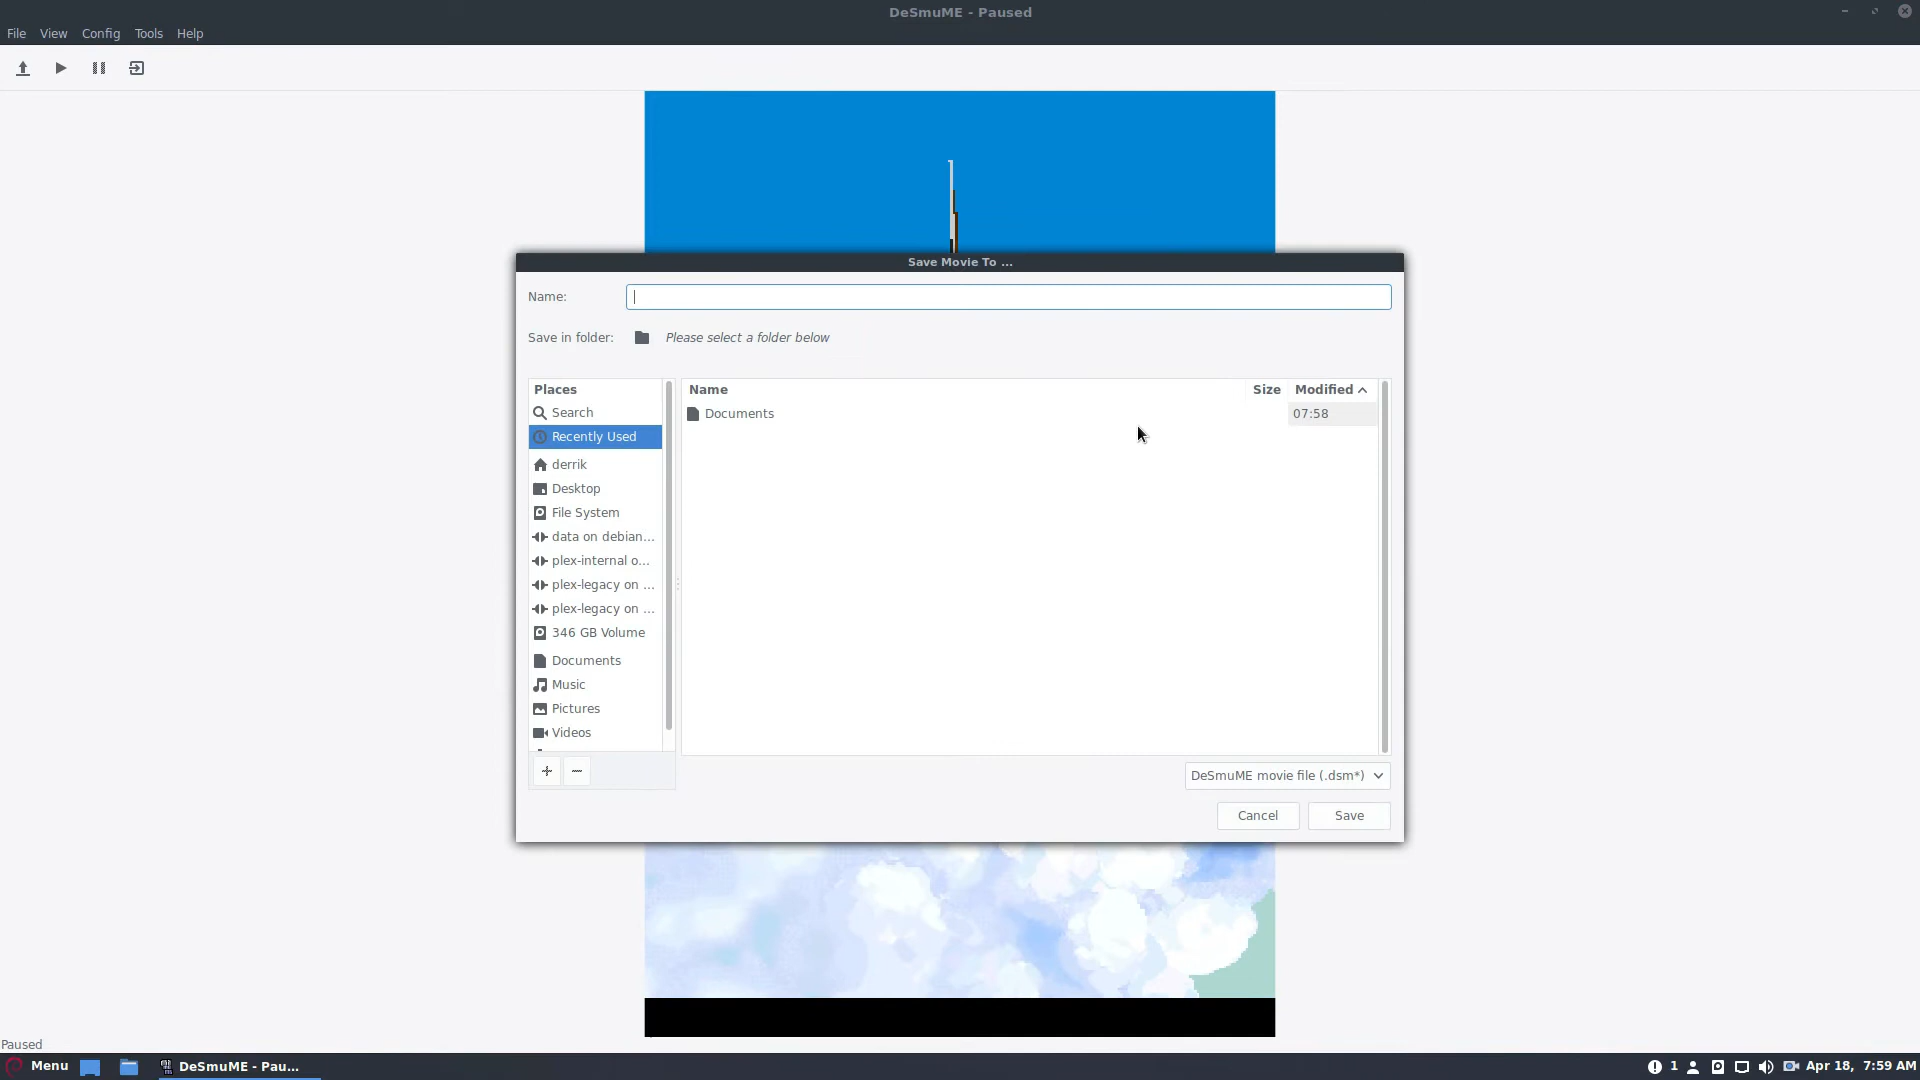 DeSmuME - Paused
File View Config Tools Help
Save Movie To ...
Name:
Save in folder: Please select a folder below
Places
Search
Recently Used
derrik
Desktop
File System
data on debian...
plex-internal o...
plex-legacy on ...
plex-legacy on ...
346 GB Volume
Documents
Music
Pictures
Videos
Name Size Modified
Documents 07:58
DeSmuME movie file (.dsm*)
Cancel Save
Paused
Menu DeSmuME - Pau... 1 Apr 18, 7:59 AM